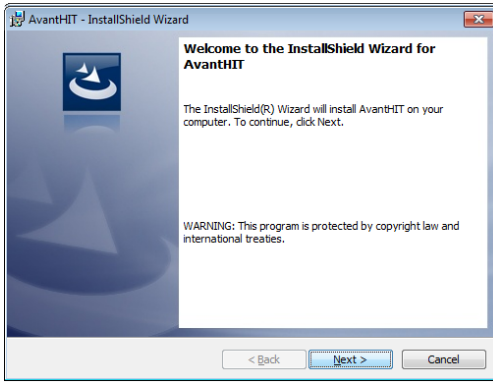 AvantHIT - InstallShield Wizard
Welcome to the InstallShield Wizard for
AvantHIT
The InstallShield(R) Wizard will install AvantHIT on your
computer. To continue, click Next.
WARNING: This program is protected by copyright law and
international treaties.
< Back
Next >
Cancel